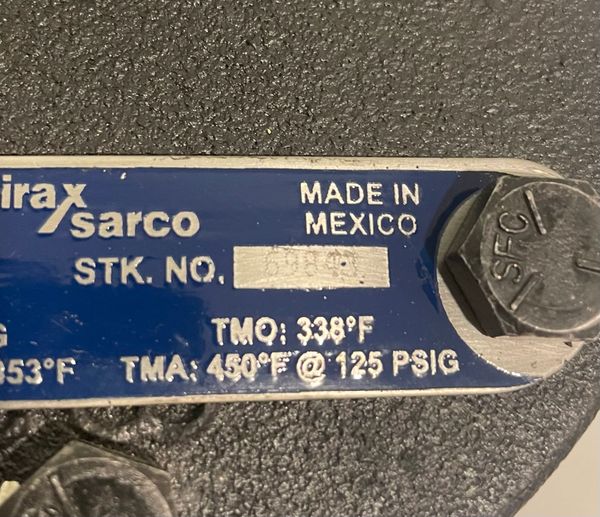 irax
sarco
MADE IN
MEXICO
STK. NO.
G
TMO: 338°F
353°F TMA: 450°F @ 125 PSIG
SFC